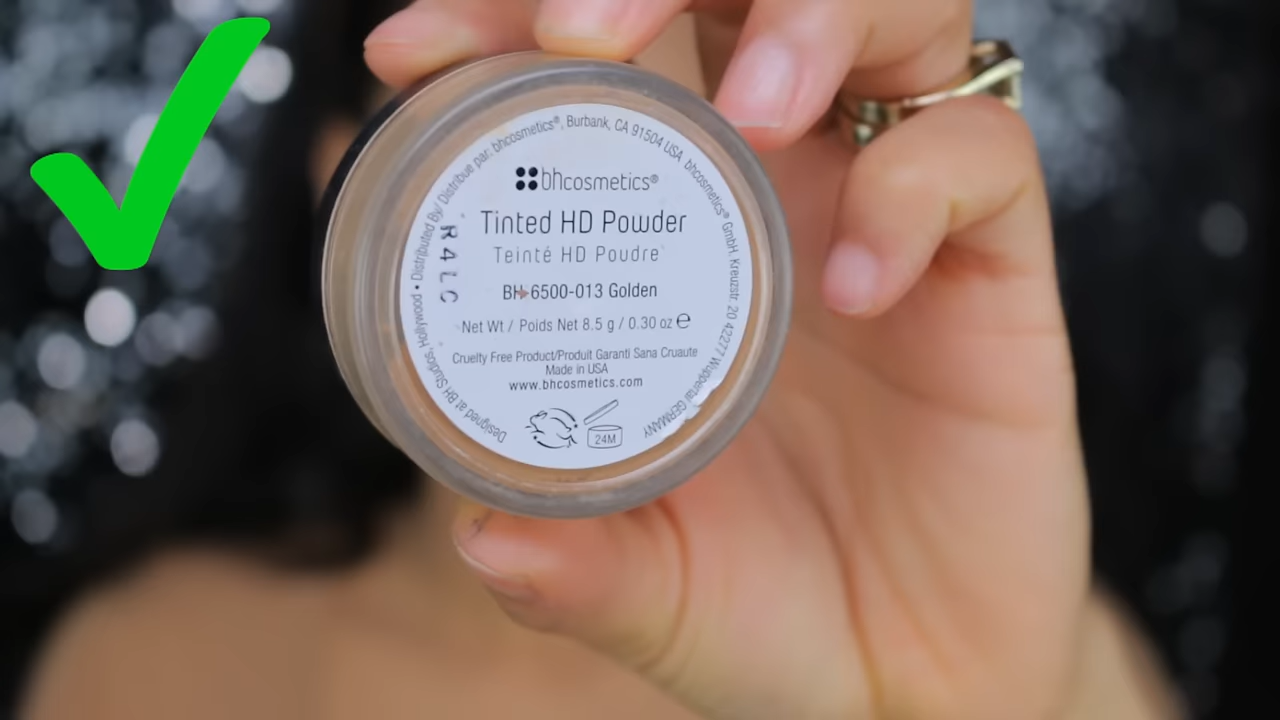 bhcosmetics®
Tinted HD Powder
Teinté HD Poudre
BH-6500-013 Golden
Net Wt / Poids Net 8.5 g / 0.30 oz ℮
Cruelty Free Product/Produit Garanti Sana Cruaute
Made in USA
www.bhcosmetics.com
24M
R4LC
Designed at BH Studios, Hollywood • Distributed By/ Distribue par: bhcosmetics®, Burbank, CA 91504 USA bhcosmetics® GmbH, Kreuzstr. 20 42277 Wuppertal GERMANY